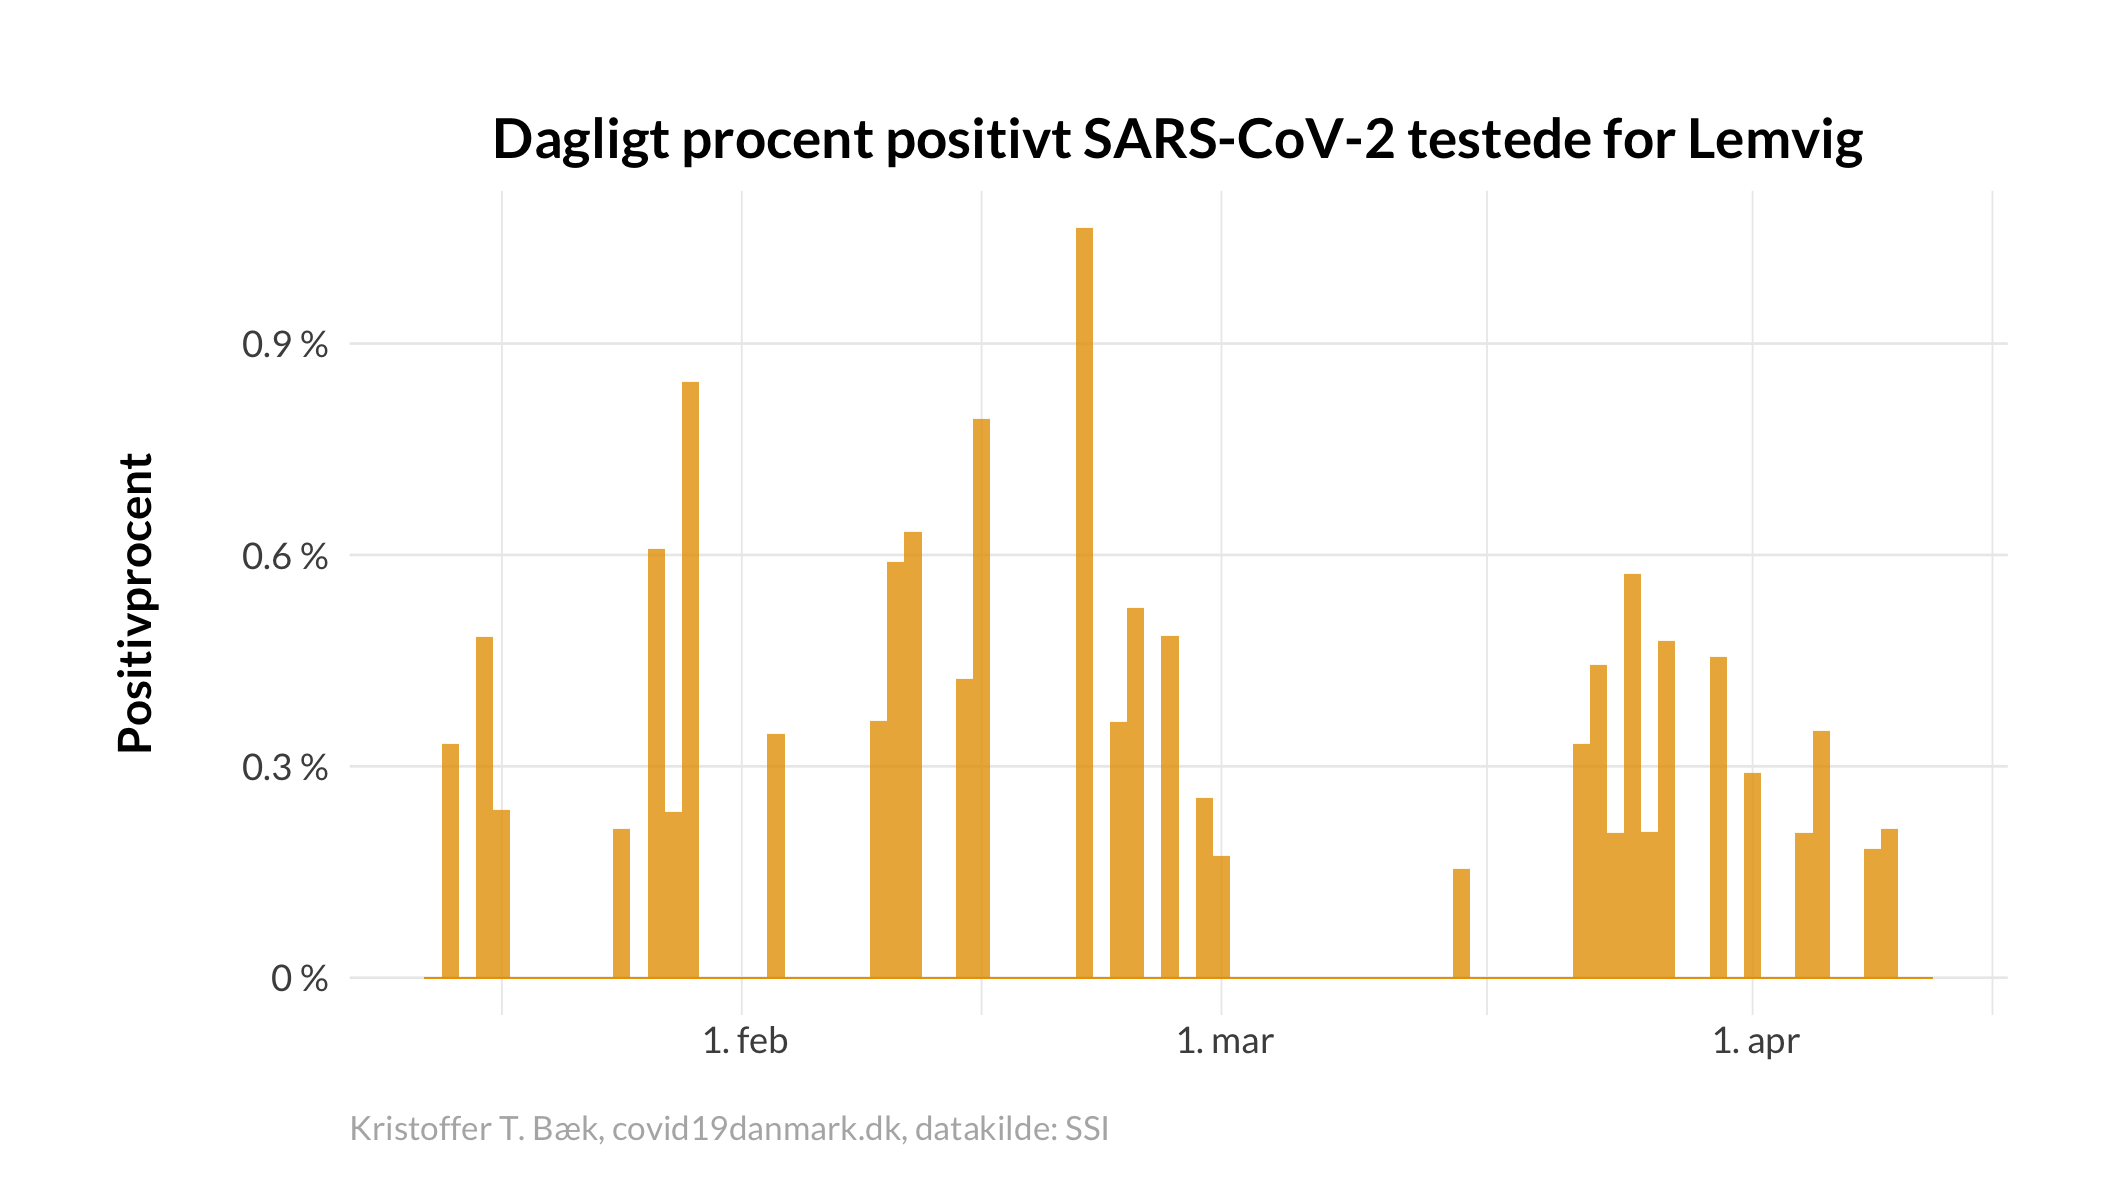 Dagligt procent positivt SARS-CoV-2 testede for Lemvig
Positivprocent
0.9 %
0.6 %
0.3 %
0 %
1. feb
1. mar
1. apr
Kristoffer T. Bæk, covid19danmark.dk, datakilde: SSI